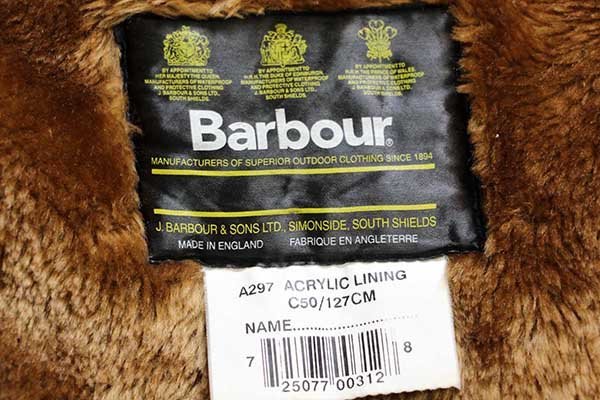 BY APPOINTMENT TO
HER MAJESTY THE QUEEN
MANUFACTURERS OF WATERPROOF
AND PROTECTIVE CLOTHING
J. BARBOUR & SONS LTD.,
SOUTH SHIELDS.
BY APPOINTMENT TO
H.R.H. THE DUKE OF EDINBURGH,
MANUFACTURERS OF WATERPROOF
AND PROTECTIVE CLOTHING
J. BARBOUR & SONS LTD.,
SOUTH SHIELDS.
BY APPOINTMENT TO
H.R.H. THE PRINCE OF WALES
MANUFACTURERS OF WATERPROOF
AND PROTECTIVE CLOTHING
J. BARBOUR & SONS LTD.,
SOUTH SHIELDS.
Barbour®
MANUFACTURERS OF SUPERIOR OUTDOOR CLOTHING SINCE 1894
J. BARBOUR & SONS LTD., SIMONSIDE, SOUTH SHIELDS
MADE IN ENGLAND FABRIQUE EN ANGLETERRE
A297 ACRYLIC LINING
C50/127CM
NAME....................
7 25077 00312 8